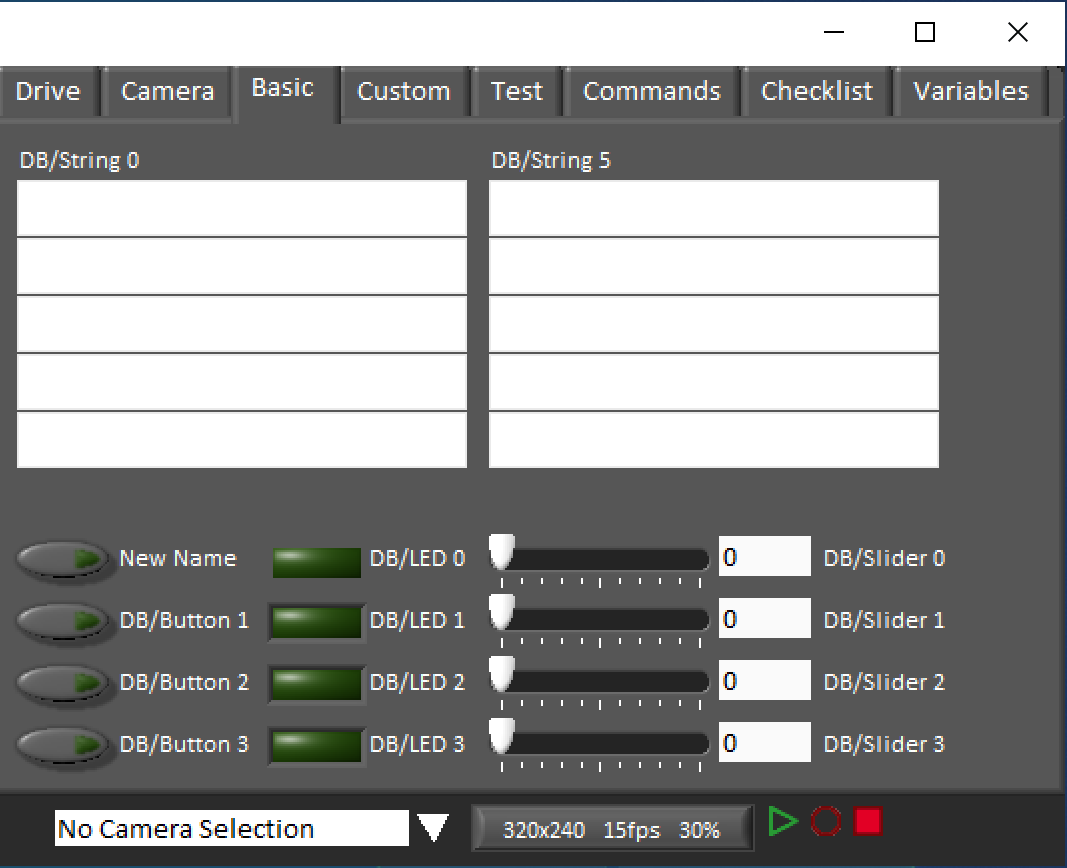 Drive Camera Basic Custom Test Commands Checklist Variables
DB/String 0 DB/String 5
New Name DB/LED 0 0 DB/Slider 0
DB/Button 1 DB/LED 1 0 DB/Slider 1
DB/Button 2 DB/LED 2 0 DB/Slider 2
DB/Button 3 DB/LED 3 0 DB/Slider 3
No Camera Selection 320x240 15fps 30%